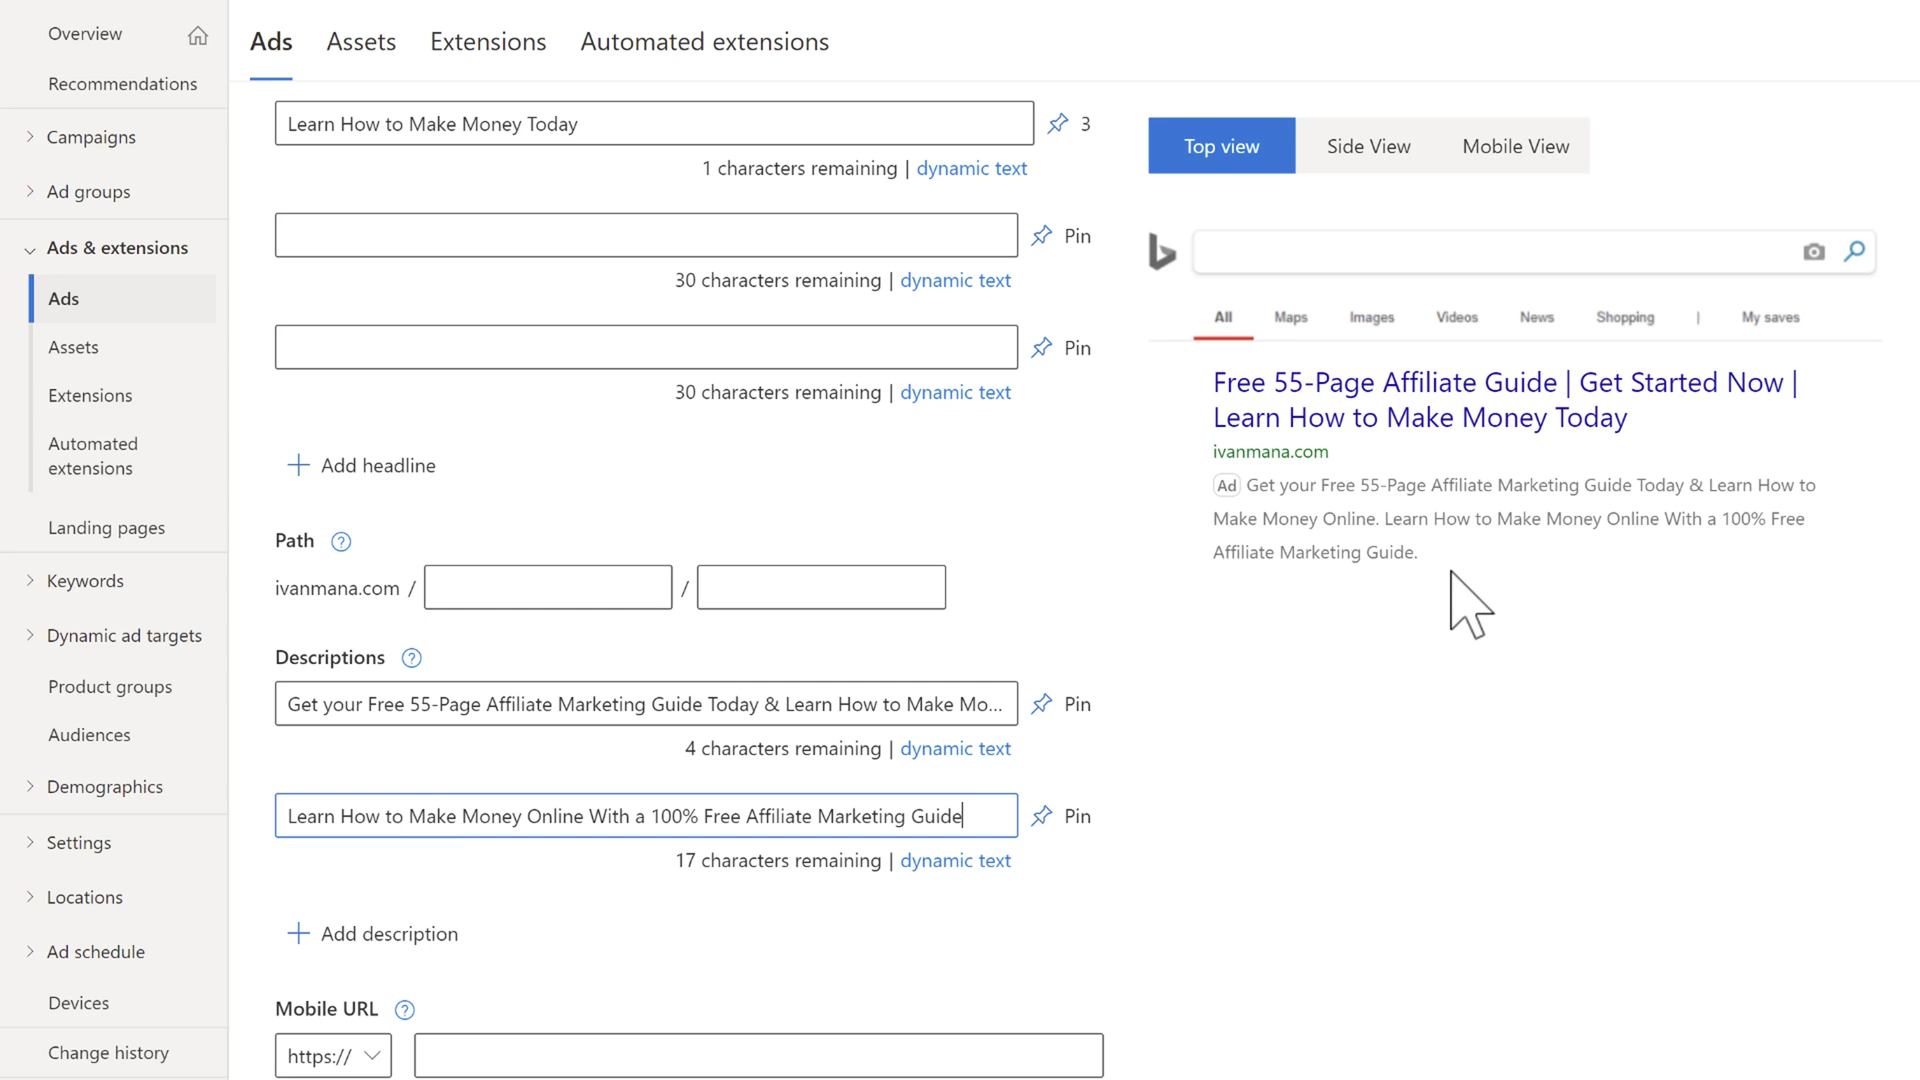 Overview
Recommendations
Campaigns
Ad groups
Ads & extensions
Ads
Assets
Extensions
Automated
extensions
Landing pages
Keywords
Dynamic ad targets
Product groups
Audiences
Demographics
Settings
Locations
Ad schedule
Devices
Change history
Ads Assets Extensions Automated extensions
Learn How to Make Money Today 3
1 characters remaining | dynamic text
Pin
30 characters remaining | dynamic text
Pin
30 characters remaining | dynamic text
Add headline
Path ?
ivanmana.com / /
Descriptions ?
Get your Free 55-Page Affiliate Marketing Guide Today & Learn How to Make Mo... Pin
4 characters remaining | dynamic text
Learn How to Make Money Online With a 100% Free Affiliate Marketing Guide Pin
17 characters remaining | dynamic text
Add description
Mobile URL ?
https://
Top view Side View Mobile View
All Maps Images Videos News Shopping | My saves
Free 55-Page Affiliate Guide | Get Started Now |
Learn How to Make Money Today
ivanmana.com
Ad Get your Free 55-Page Affiliate Marketing Guide Today & Learn How to
Make Money Online. Learn How to Make Money Online With a 100% Free
Affiliate Marketing Guide.